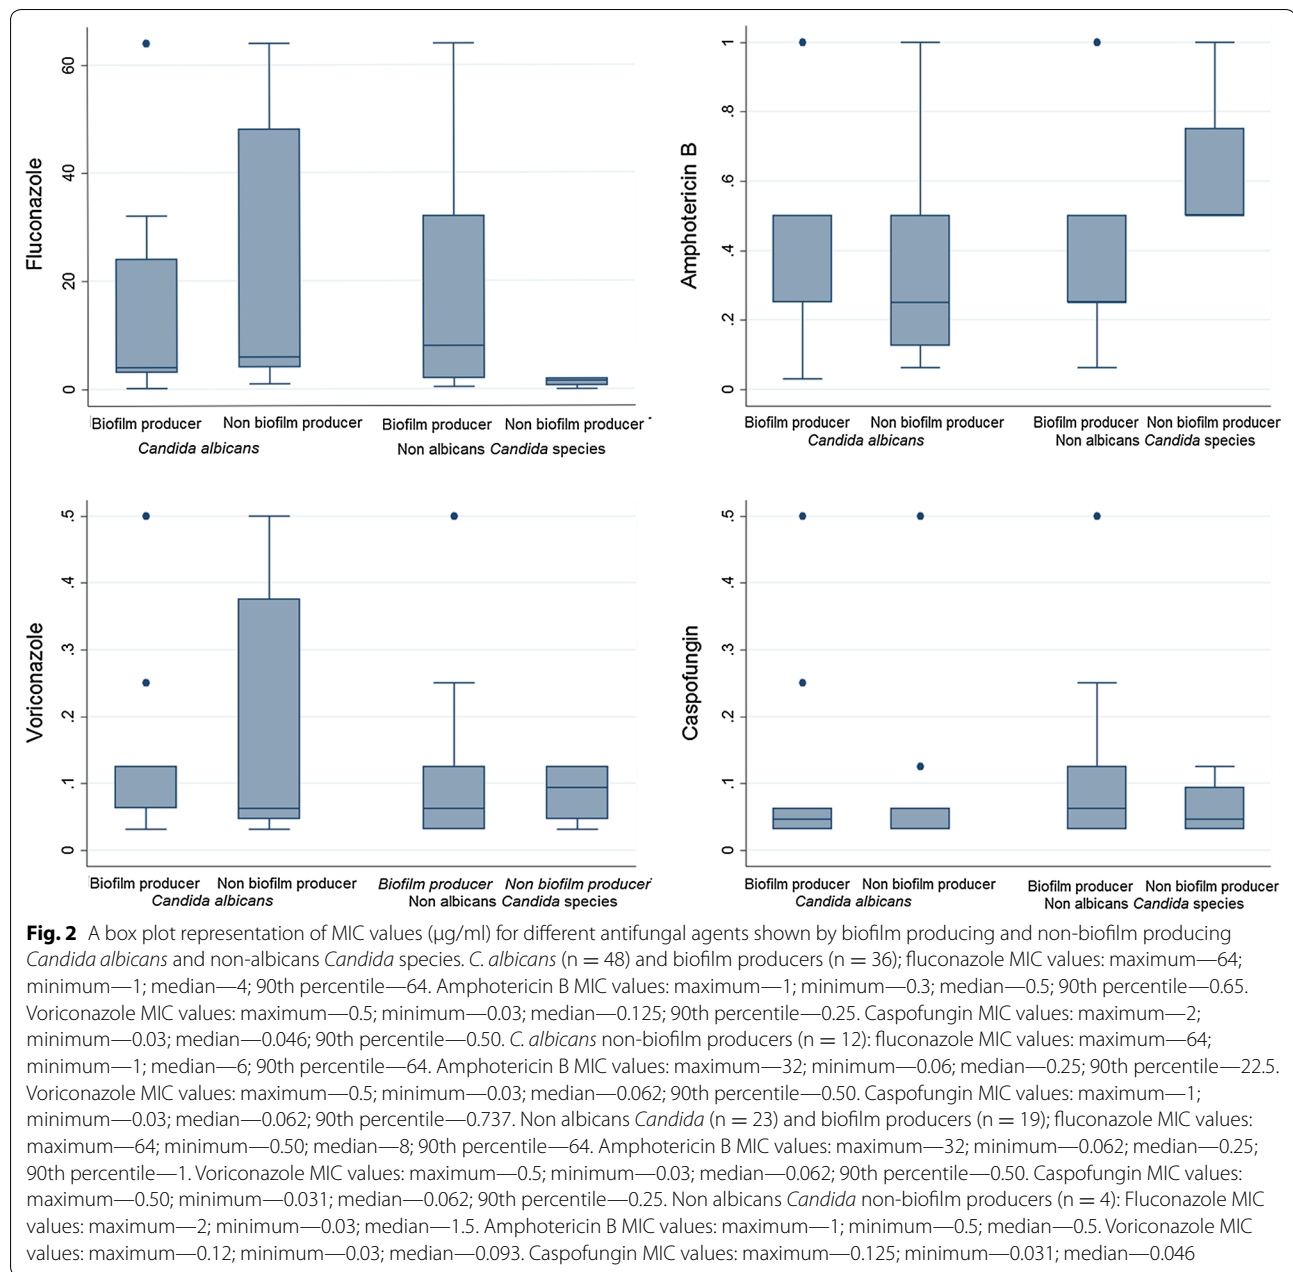 Fluconazole
60
40
20
0
Biofilm producer Non biofilm producer Biofilm producer Non biofilm producer
Candida albicans Non albicans Candida species
Amphotericin B
1
.8
.6
.4
.2
0
Biofilm producer Non biofilm producer Biofilm producer Non biofilm producer
Candida albicans Non albicans Candida species
Voriconazole
.5
.4
.3
.2
.1
0
Biofilm producer Non biofilm producer Biofilm producer Non biofilm producer
Candida albicans Non albicans Candida species
Caspofungin
.5
.4
.3
.2
.1
0
Biofilm producer Non biofilm producer Biofilm producer Non biofilm producer
Candida albicans Non albicans Candida species
Fig. 2 A box plot representation of MIC values (µg/ml) for different antifungal agents shown by biofilm producing and non-biofilm producing
Candida albicans and non-albicans Candida species. C. albicans (n = 48) and biofilm producers (n = 36); fluconazole MIC values: maximum—64;
minimum—1; median—4; 90th percentile—64. Amphotericin B MIC values: maximum—1; minimum—0.3; median—0.5; 90th percentile—0.65.
Voriconazole MIC values: maximum—0.5; minimum—0.03; median—0.125; 90th percentile—0.25. Caspofungin MIC values: maximum—2;
minimum—0.03; median—0.046; 90th percentile—0.50. C. albicans non-biofilm producers (n = 12): fluconazole MIC values: maximum—64;
minimum—1; median—6; 90th percentile—64. Amphotericin B MIC values: maximum—32; minimum—0.06; median—0.25; 90th percentile—22.5.
Voriconazole MIC values: maximum—0.5; minimum—0.03; median—0.062; 90th percentile—0.50. Caspofungin MIC values: maximum—1;
minimum—0.03; median—0.062; 90th percentile—0.737. Non albicans Candida (n = 23) and biofilm producers (n = 19); fluconazole MIC values:
maximum—64; minimum—0.50; median—8; 90th percentile—64. Amphotericin B MIC values: maximum—32; minimum—0.062; median—0.25;
90th percentile—1. Voriconazole MIC values: maximum—0.5; minimum—0.03; median—0.062; 90th percentile—0.50. Caspofungin MIC values:
maximum—0.50; minimum—0.031; median—0.062; 90th percentile—0.25. Non albicans Candida non-biofilm producers (n = 4): Fluconazole MIC
values: maximum—2; minimum—0.03; median—1.5. Amphotericin B MIC values: maximum—1; minimum—0.5; median—0.5. Voriconazole MIC
values: maximum—0.12; minimum—0.03; median—0.093. Caspofungin MIC values: maximum—0.125; minimum—0.031; median—0.046